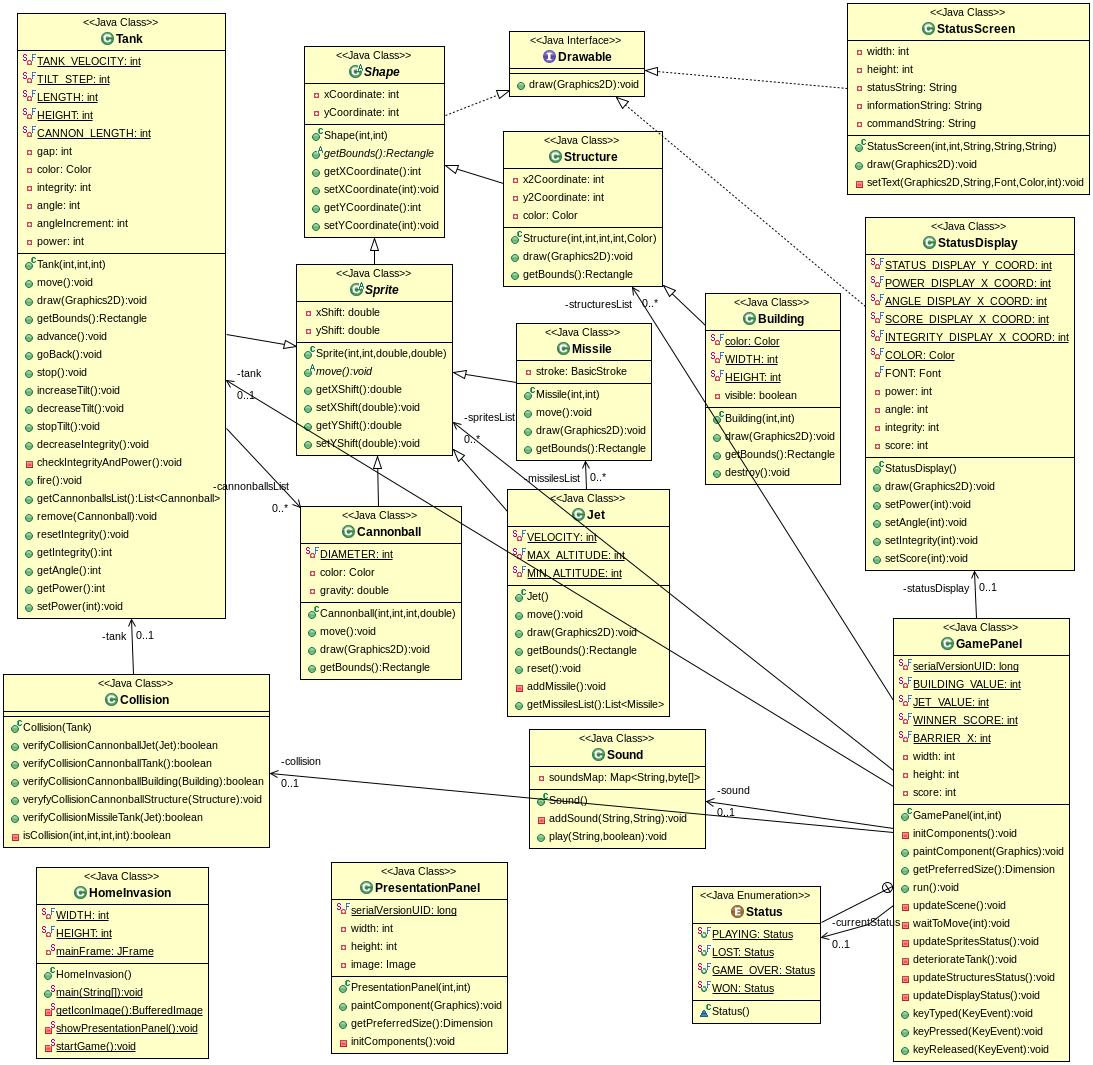 <<Java Class>>
Tank
TANK_VELOCITY: int
TILT_STEP: int
LENGTH: int
HEIGHT: int
CANNON_LENGTH: int
gap: int
color: Color
integrity: int
angle: int
angleIncrement: int
power: int
Tank(int,int,int)
move():void
draw(Graphics2D):void
getBounds():Rectangle
advance():void
goBack():void
stop():void
increaseTilt():void
decreaseTilt():void
stopTilt():void
decreaseIntegrity():void
checkIntegrityAndPower():void
fire():void
getCannonballsList():List<Cannonball>
remove(Cannonball):void
resetIntegrity():void
getIntegrity():int
getAngle():int
getPower():int
setPower(int):void
<<Java Class>>
Shape
xCoordinate: int
yCoordinate: int
Shape(int,int)
getBounds():Rectangle
getXCoordinate():int
setXCoordinate(int):void
getYCoordinate():int
setYCoordinate(int):void
<<Java Interface>>
Drawable
draw(Graphics2D):void
<<Java Class>>
StatusScreen
width: int
height: int
statusString: String
informationString: String
commandString: String
StatusScreen(int,int,String,String,String)
draw(Graphics2D):void
setText(Graphics2D,String,Font,Color,int):void
<<Java Class>>
Structure
x2Coordinate: int
y2Coordinate: int
color: Color
Structure(int,int,int,int,Color)
draw(Graphics2D):void
getBounds():Rectangle
<<Java Class>>
StatusDisplay
STATUS_DISPLAY_Y_COORD: int
POWER_DISPLAY_X_COORD: int
ANGLE_DISPLAY_X_COORD: int
SCORE_DISPLAY_X_COORD: int
INTEGRITY_DISPLAY_X_COORD: int
COLOR: Color
FONT: Font
power: int
angle: int
integrity: int
score: int
StatusDisplay()
draw(Graphics2D):void
setPower(int):void
setAngle(int):void
setIntegrity(int):void
setScore(int):void
<<Java Class>>
Sprite
xShift: double
yShift: double
Sprite(int,int,double,double)
move():void
getXShift():double
setXShift(double):void
getYShift():double
setYShift(double):void
-structuresList
0..*
<<Java Class>>
Building
color: Color
WIDTH: int
HEIGHT: int
visible: boolean
Building(int,int)
draw(Graphics2D):void
getBounds():Rectangle
destroy():void
<<Java Class>>
Missile
stroke: BasicStroke
Missile(int,int)
move():void
draw(Graphics2D):void
getBounds():Rectangle
-tank
0..1
-spritesList
0..*
-cannonballsList
0..*
-missilesList
0..*
<<Java Class>>
Cannonball
DIAMETER: int
color: Color
gravity: double
Cannonball(int,int,int,double)
move():void
draw(Graphics2D):void
getBounds():Rectangle
<<Java Class>>
Jet
VELOCITY: int
MAX_ALTITUDE: int
MIN_ALTITUDE: int
Jet()
move():void
draw(Graphics2D):void
getBounds():Rectangle
reset():void
addMissile():void
getMissilesList():List<Missile>
-statusDisplay
0..1
<<Java Class>>
GamePanel
serialVersionUID: long
BUILDING_VALUE: int
JET_VALUE: int
WINNER_SCORE: int
BARRIER_X: int
width: int
height: int
score: int
GamePanel(int,int)
initComponents():void
paintComponent(Graphics):void
getPreferredSize():Dimension
run():void
updateScene():void
waitToMove(int):void
updateSpritesStatus():void
deteriorateTank():void
updateStructuresStatus():void
updateDisplayStatus():void
keyTyped(KeyEvent):void
keyPressed(KeyEvent):void
keyReleased(KeyEvent):void
-tank
0..1
<<Java Class>>
Collision
Collision(Tank)
verifyCollisionCannonballJet(Jet):boolean
verifyCollisionCannonballTank():boolean
verifyCollisionCannonballBuilding(Building):boolean
veryfyCollisionCannonballStructure(Structure):void
verifyCollisionMissileTank(Jet):boolean
isCollision(int,int,int,int):boolean
-collision
0..1
<<Java Class>>
Sound
soundsMap: Map<String,byte[]>
Sound()
addSound(String,String):void
play(String,boolean):void
-sound
0..1
<<Java Class>>
HomeInvasion
WIDTH: int
HEIGHT: int
mainFrame: JFrame
HomeInvasion()
main(String[]):void
getIconImage():BufferedImage
showPresentationPanel():void
startGame():void
<<Java Class>>
PresentationPanel
serialVersionUID: long
width: int
height: int
image: Image
PresentationPanel(int,int)
paintComponent(Graphics):void
getPreferredSize():Dimension
initComponents():void
<<Java Enumeration>>
Status
PLAYING: Status
LOST: Status
GAME_OVER: Status
WON: Status
Status()
-currentStatus
0..1